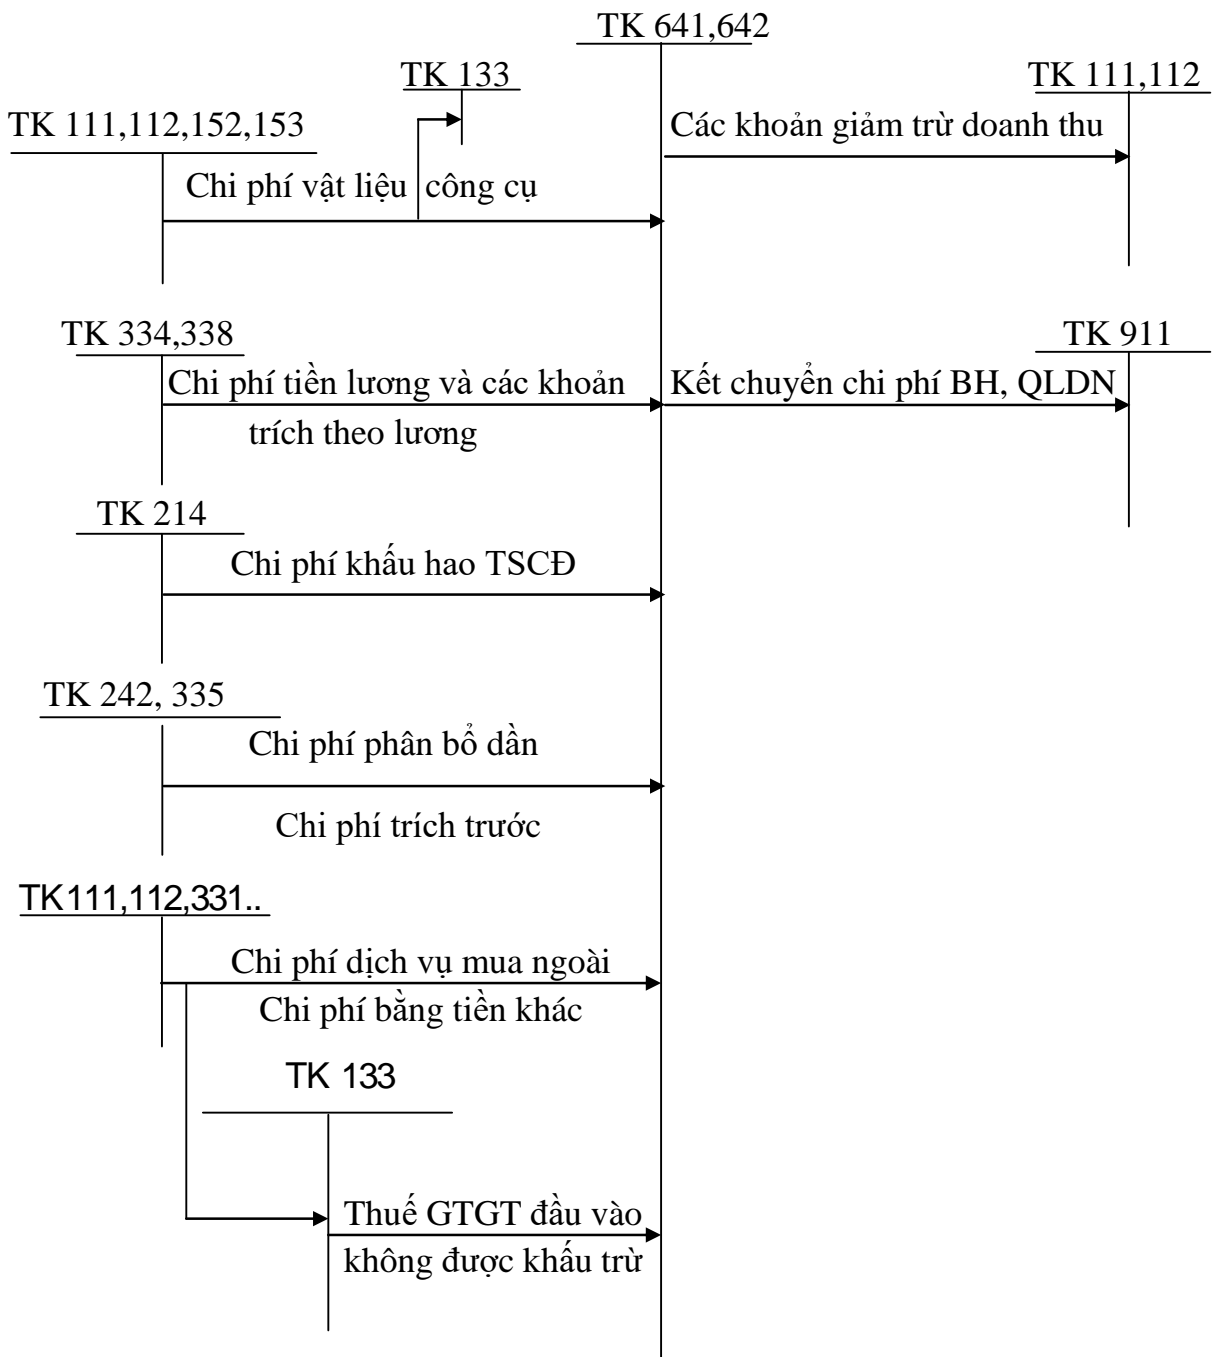 TK 641,642
TK 133
TK 111,112
TK 111,112,152,153
Các khoản giảm trừ doanh thu
Chi phí vật liệu công cụ
TK 334,338
TK 911
Chi phí tiền lương và các khoản
trích theo lương
Kết chuyển chi phí BH, QLDN
TK 214
Chi phí khấu hao TSCĐ
TK 242, 335
Chi phí phân bổ dần
Chi phí trích trước
TK111,112,331..
Chi phí dịch vụ mua ngoài
Chi phí bằng tiền khác
TK 133
Thuế GTGT đầu vào
không được khấu trừ